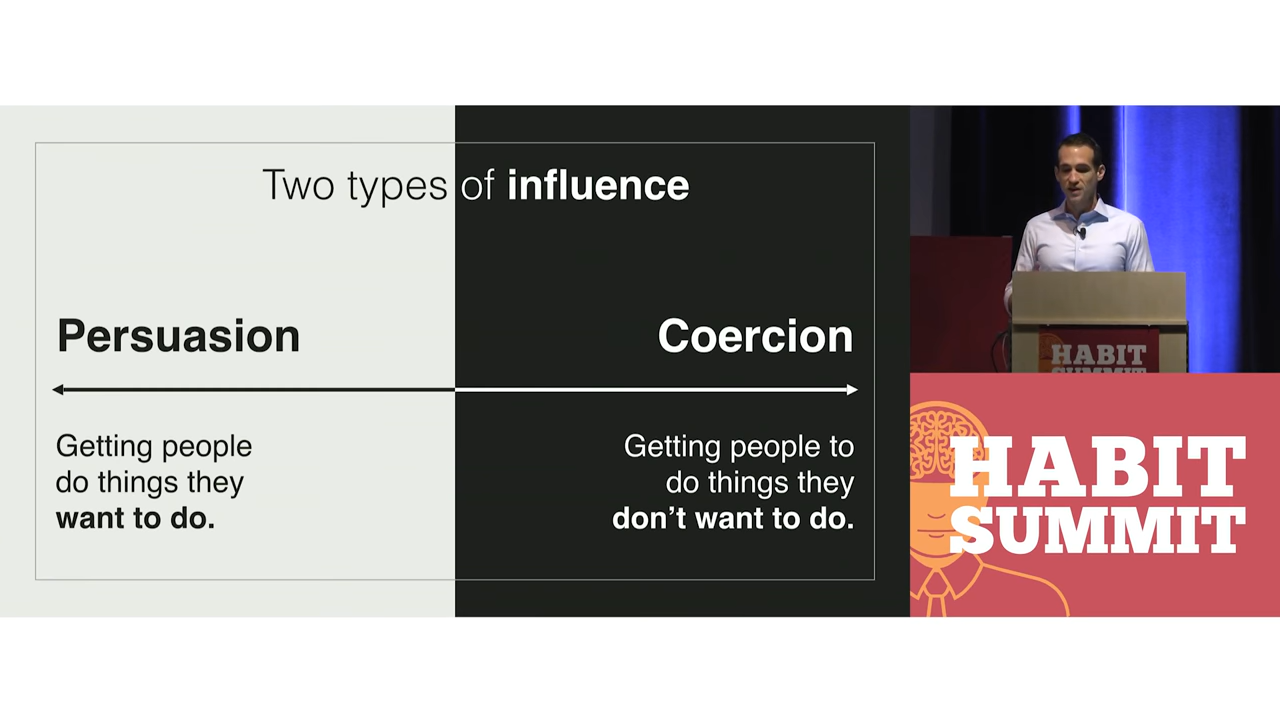 Two types of influence
Persuasion
Coercion
Getting people
do things they
want to do.
Getting people to
do things they
don't want to do.
HABIT
SUMMIT
HABIT
SUMMIT